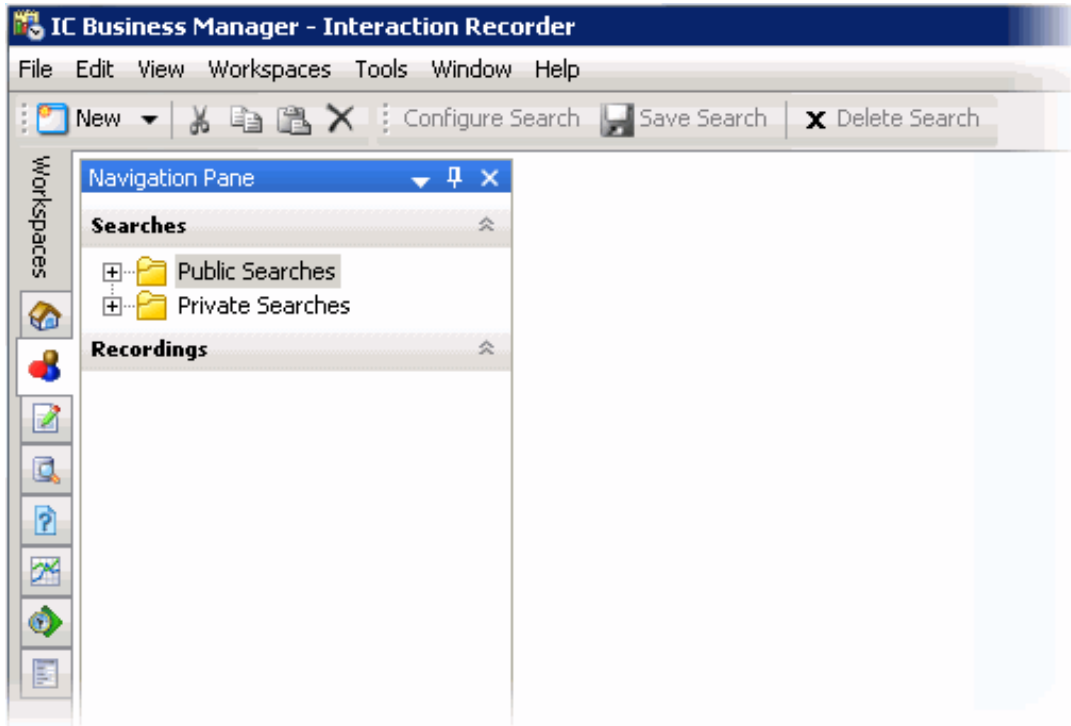 IC Business Manager - Interaction Recorder
File Edit View Workspaces Tools Window Help
New Configure Search Save Search x Delete Search
Workspaces
Navigation Pane
Searches
Public Searches
Private Searches
Recordings